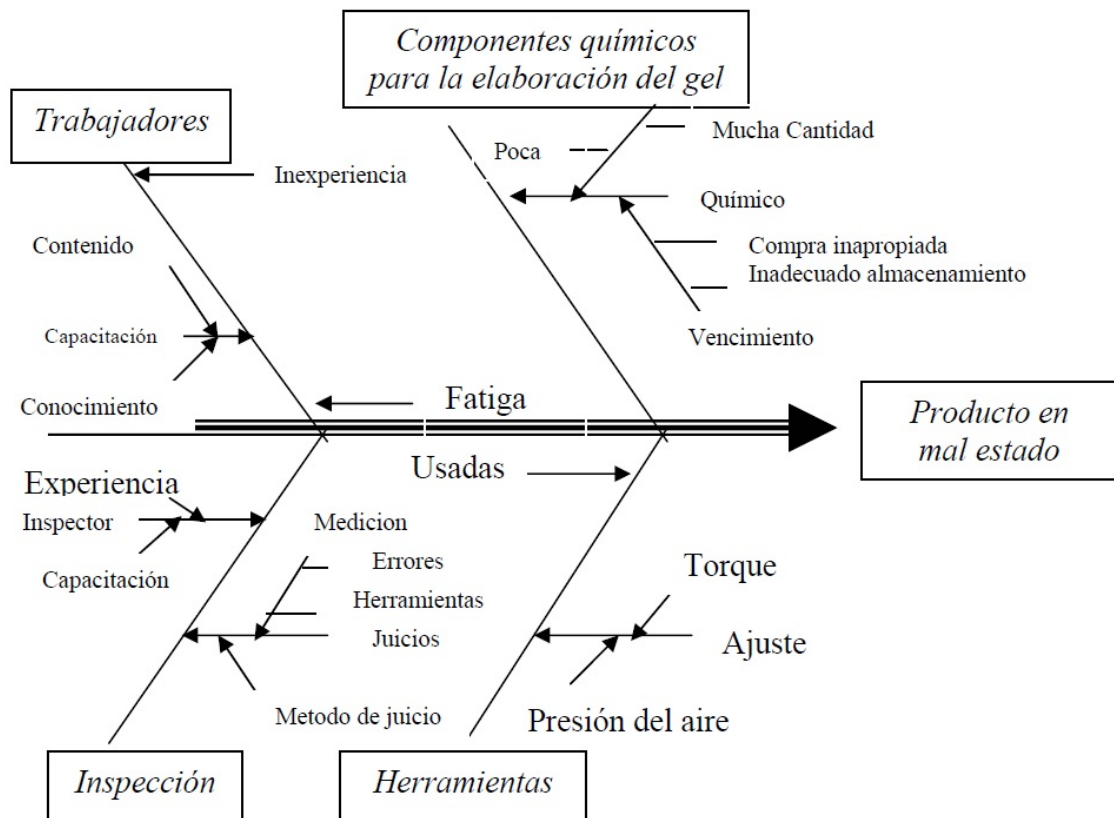 Componentes químicos
para la elaboración del gel
Trabajadores
Mucha Cantidad
Poca
Inexperiencia
Químico
Contenido
Compra inapropiada
Inadecuado almacenamiento
Capacitación
Vencimiento
Fatiga
Conocimiento
Producto en
mal estado
Usadas
Experiencia
Inspector
Medicion
Capacitación
Errores
Torque
Herramientas
Juicios
Ajuste
Metodo de juicio
Presión del aire
Inspección
Herramientas